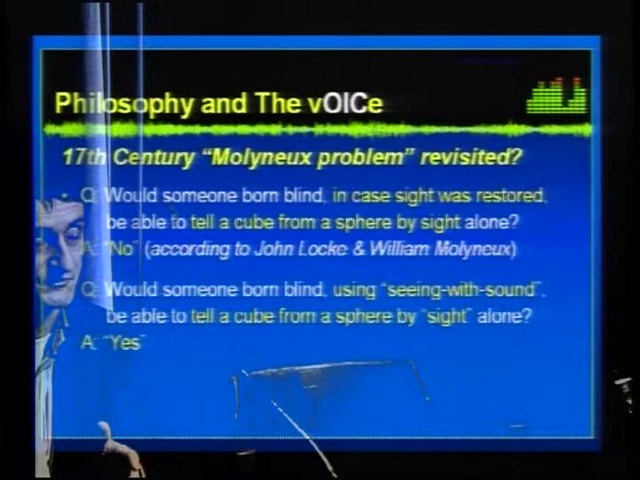 Philosophy and The vOICe
17th Century “Molyneux problem” revisited?
Q: Would someone born blind, in case sight was restored,
be able to tell a cube from a sphere by sight alone?
A: “No” (according to John Locke & William Molyneux)
Q: Would someone born blind, using “seeing-with-sound”,
be able to tell a cube from a sphere by “sight” alone?
A: “Yes”